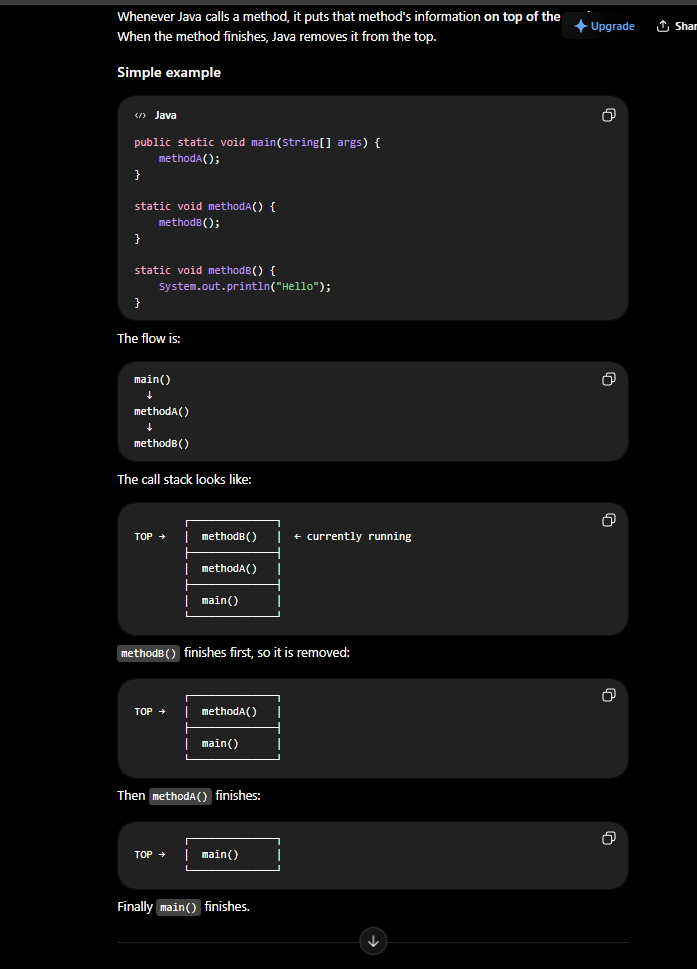 Whenever Java calls a method, it puts that method's information on top of the
Upgrade
When the method finishes, Java removes it from the top.
Simple example
</> Java
public static void main(String[] args) {
    methodA();
}
static void methodA() {
    methodB();
}
static void methodB() {
    System.out.println("Hello");
}
The flow is:
main()
↓
methodA()
↓
methodB()
The call stack looks like:
TOP → methodB() ← currently running
methodA()
main()
methodB() finishes first, so it is removed:
TOP → methodA()
main()
Then methodA() finishes:
TOP → main()
Finally main() finishes.